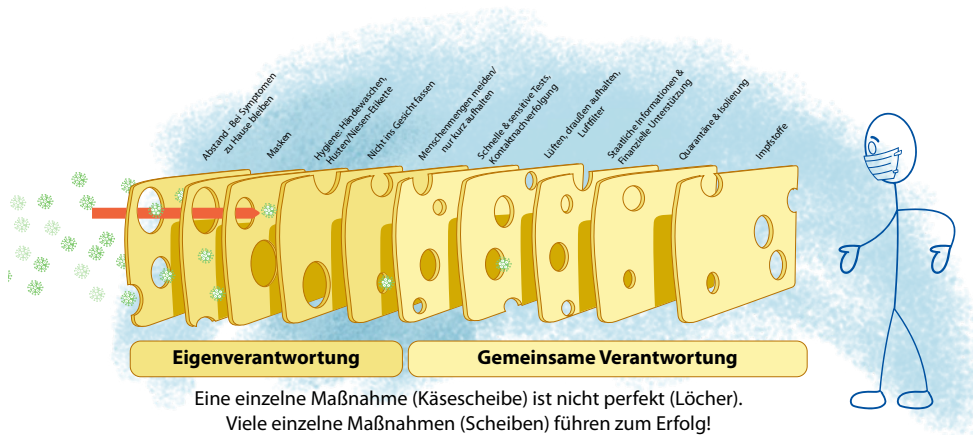 Abstand - Bei Symptomen
zu Hause bleiben
Masken
Hygiene: Händewaschen,
Husten/Niesen-Etikette
Nicht ins Gesicht fassen
Menschenmengen meiden/
nur kurz aufhalten
Schnelle & sensitive Tests,
Kontaktnachverfolgung
Lüften, draußen aufhalten,
Luftfilter
Staatliche Informationen &
Finanzielle Unterstützung
Quarantäne & Isolierung
Impfstoffe
Eigenverantwortung
Gemeinsame Verantwortung
Eine einzelne Maßnahme (Käsescheibe) ist nicht perfekt (Löcher).
Viele einzelne Maßnahmen (Scheiben) führen zum Erfolg!